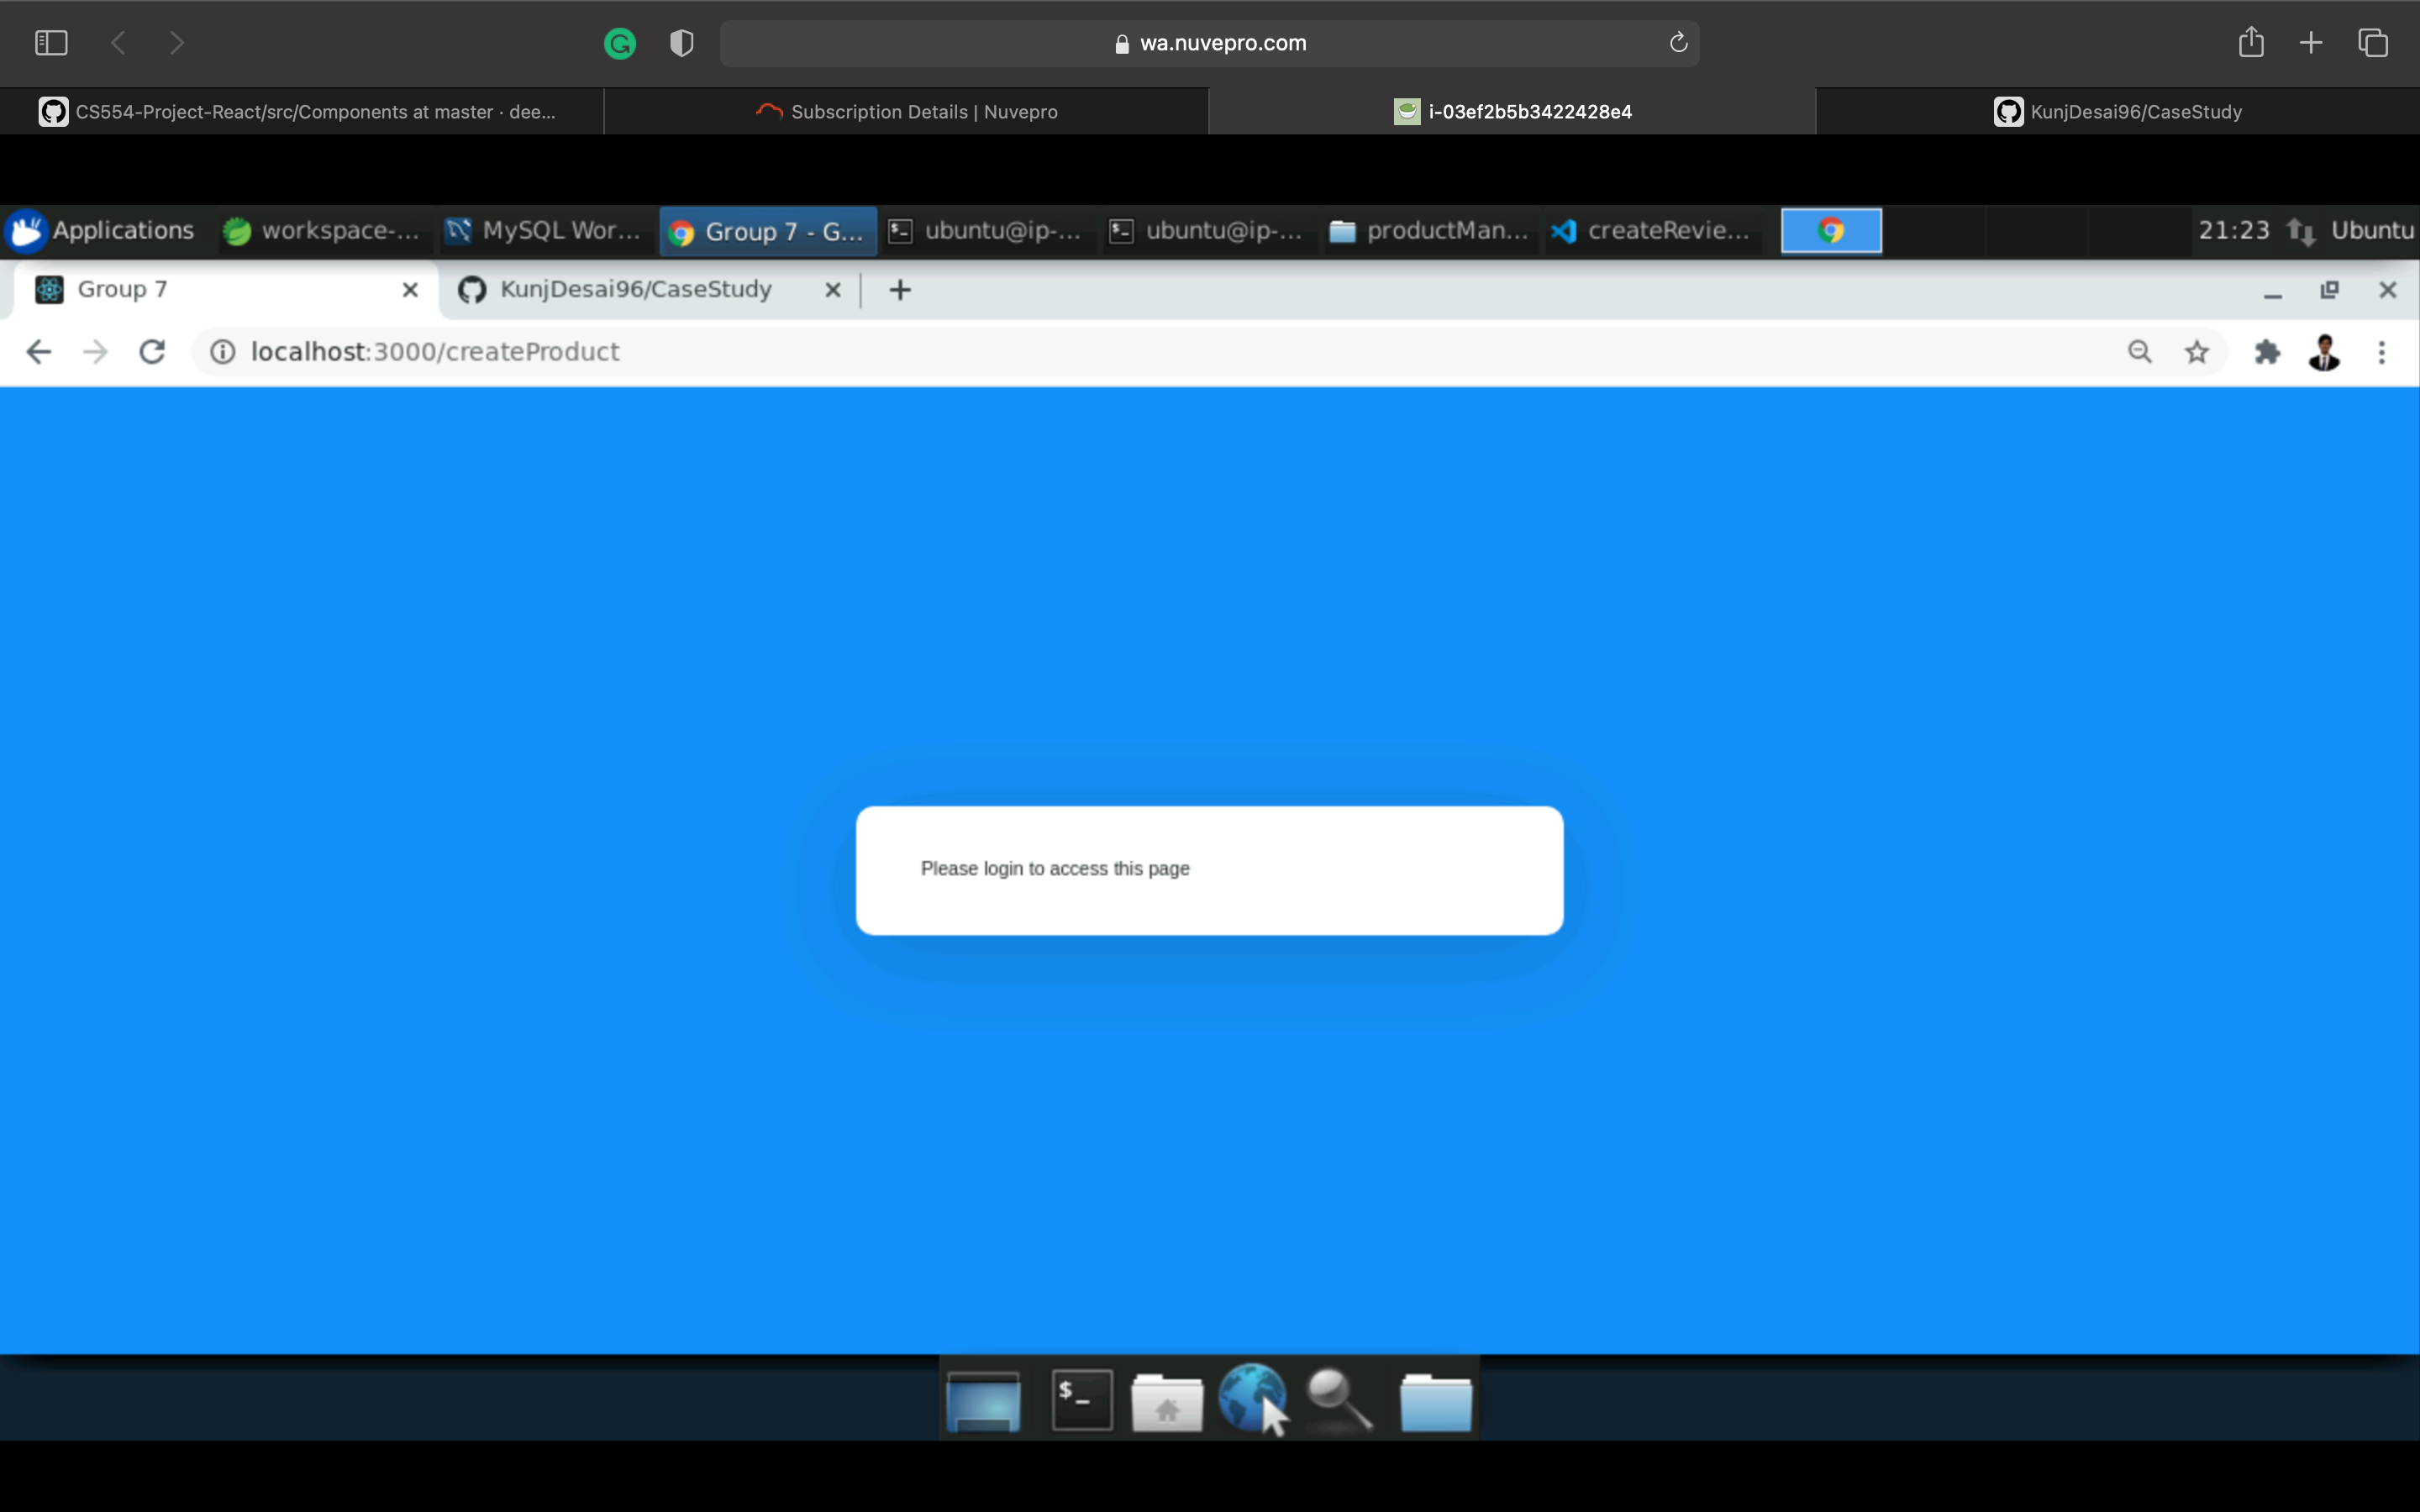 wa.nuvepro.com
CS554-Project-React/src/Components at master · dee...
Subscription Details | Nuvepro
i-03ef2b5b3422428e4
KunjDesai96/CaseStudy
Applications
workspace-...
MySQL Wor...
Group 7 - G...
ubuntu@ip-...
ubuntu@ip-...
productMan...
createRevie...
21:23
Ubuntu
Group 7
KunjDesai96/CaseStudy
localhost:3000/createProduct
Please login to access this page
$_